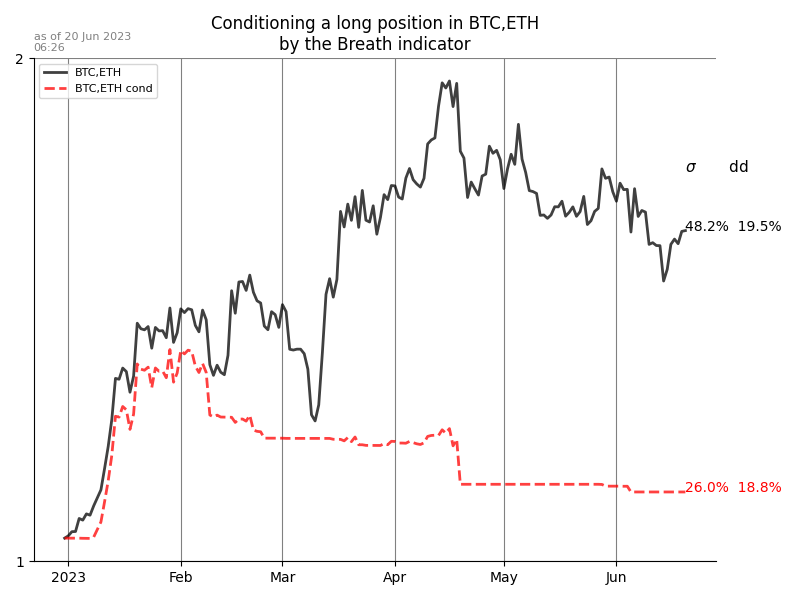 Conditioning a long position in BTC,ETH
by the Breath indicator
as of 20 Jun 2023
06:26
2
BTC,ETH
BTC,ETH cond
σ dd
48.2% 19.5%
26.0% 18.8%
1
2023 Feb Mar Apr May Jun